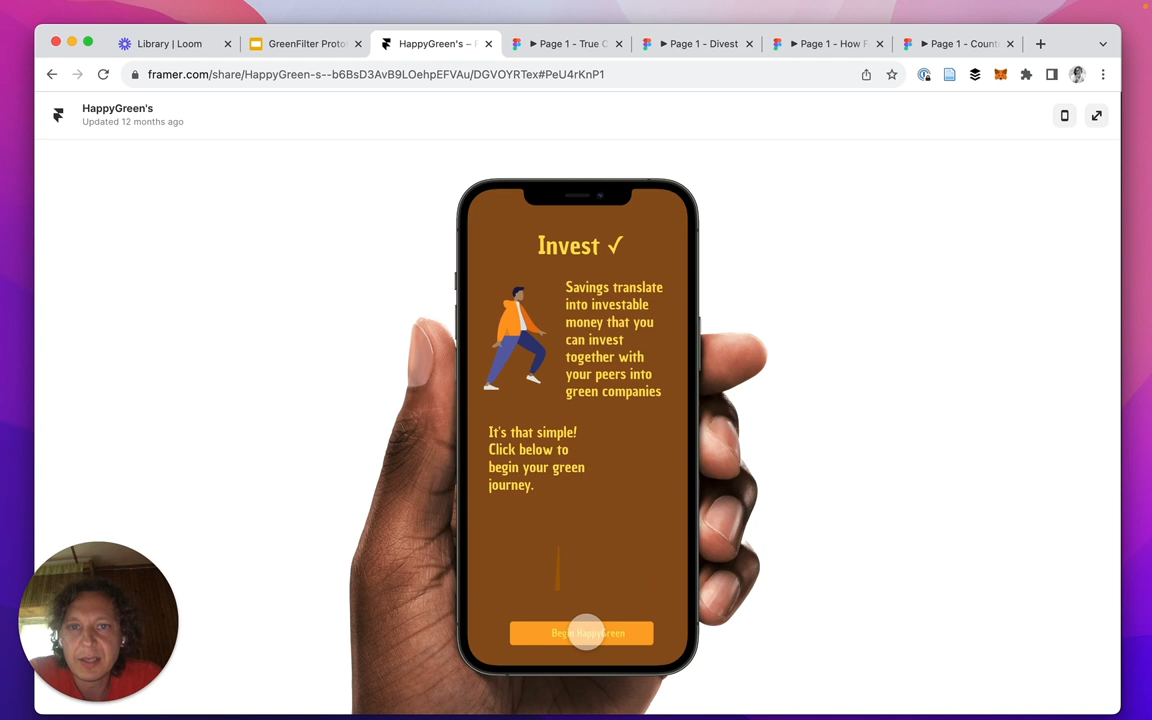 Library | Loom
GreenFilter Proto
HappyGreen's –
Page 1 - True C
Page 1 - Divest
Page 1 - How F
Page 1 - Count
framer.com/share/HappyGreen-s--b6BsD3AvB9LOehpEFVAu/DGVOYRTex#PeU4rKnP1
HappyGreen's
Updated 12 months ago
Invest ✓
Savings translate
into investable
money that you
can invest
together with
your peers into
green companies
It's that simple!
Click below to
begin your green
journey.
Begin HappyGreen